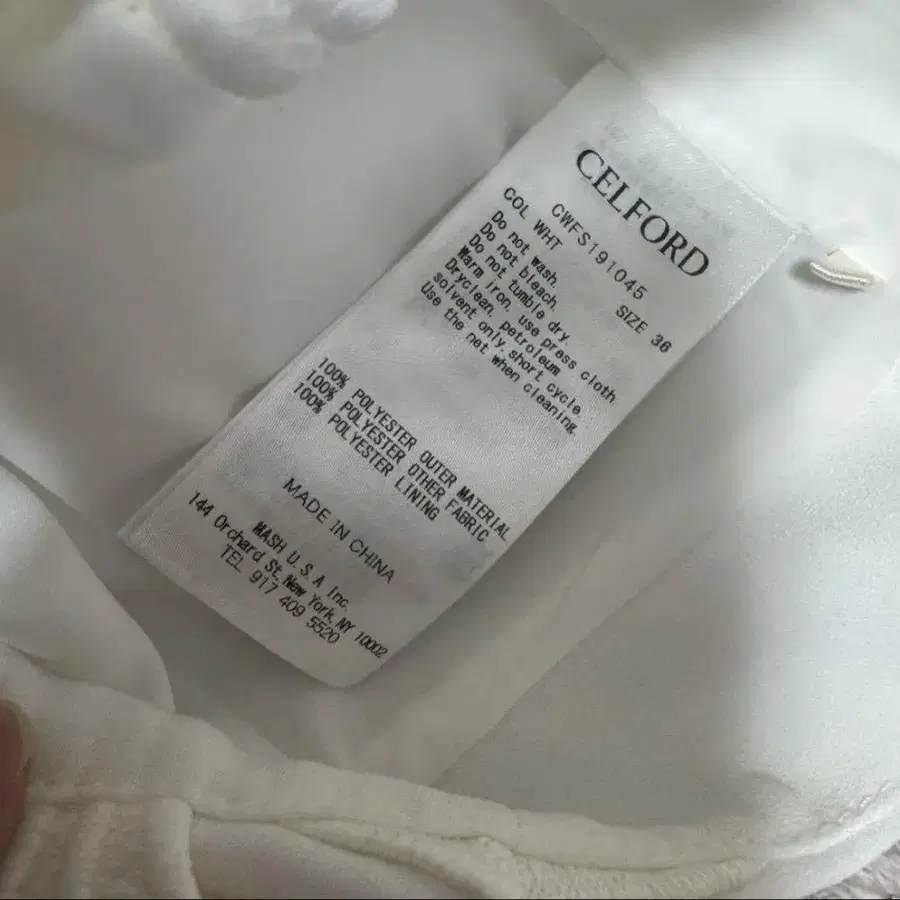 CELFORD
CWFS191045
COL WHT SIZE 36
Do not wash.
Do not bleach.
Do not tumble dry.
Warm iron, use press cloth.
Dryclean, petroleum
solvent only. short cycle.
Use the net when cleaning.
100% POLYESTER OUTER MATERIAL
100% POLYESTER OTHER FABRIC
100% POLYESTER LINING
MADE IN CHINA
MASH U.S.A Inc.
144 Orchard St, New York, NY 10002
TEL 917 409 5520